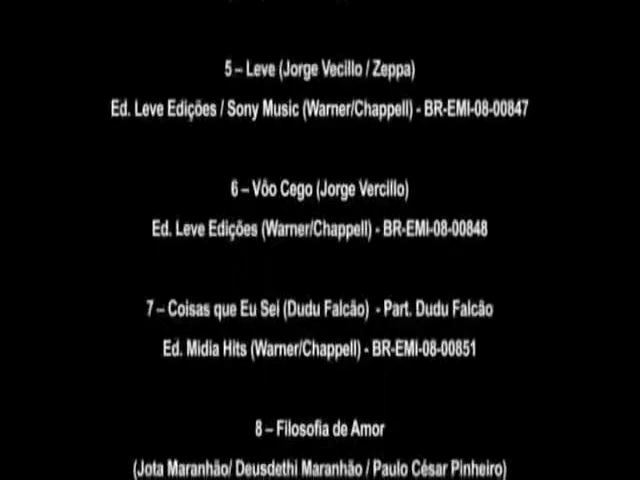 5 – Leve (Jorge Vecillo / Zeppa)
Ed. Leve Edições / Sony Music (Warner/Chappell) - BR-EMI-08-00847
6 – Vôo Cego (Jorge Vercillo)
Ed. Leve Edições (Warner/Chappell) - BR-EMI-08-00848
7 – Coisas que Eu Sei (Dudu Falcão) - Part. Dudu Falcão
Ed. Midia Hits (Warner/Chappell) - BR-EMI-08-00851
8 – Filosofia de Amor
(Jota Maranhão/ Deusdethi Maranhão / Paulo César Pinheiro)